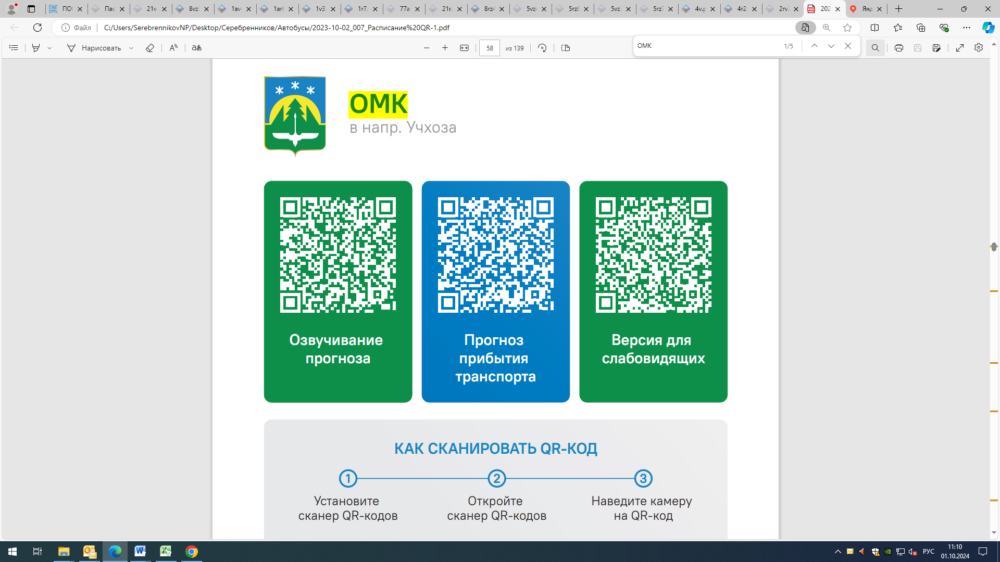 ПО
Пас
21v.
8vz
1av
1ar
1v3.
1r7.
77a
21r.
8rz
5vz
5rz
5vz
5rz
4v.p
4r2.
2rv
202
Янд
Файл
C:/Users/SerebrennikovNP/Desktop/Серебренников/Автобусы/2023-10-02_007_Расписание%20QR-1.pdf
Нарисовать
58
из 139
ОМК
1/5
ОМК
в напр. Учхоза
Озвучивание
прогноза
Прогноз
прибытия
транспорта
Версия для
слабовидящих
КАК СКАНИРОВАТЬ QR-КОД
1
2
3
Установите
сканер QR-кодов
Откройте
сканер QR-кодов
Наведите камеру
на QR-код
РУС
11:10
01.10.2024